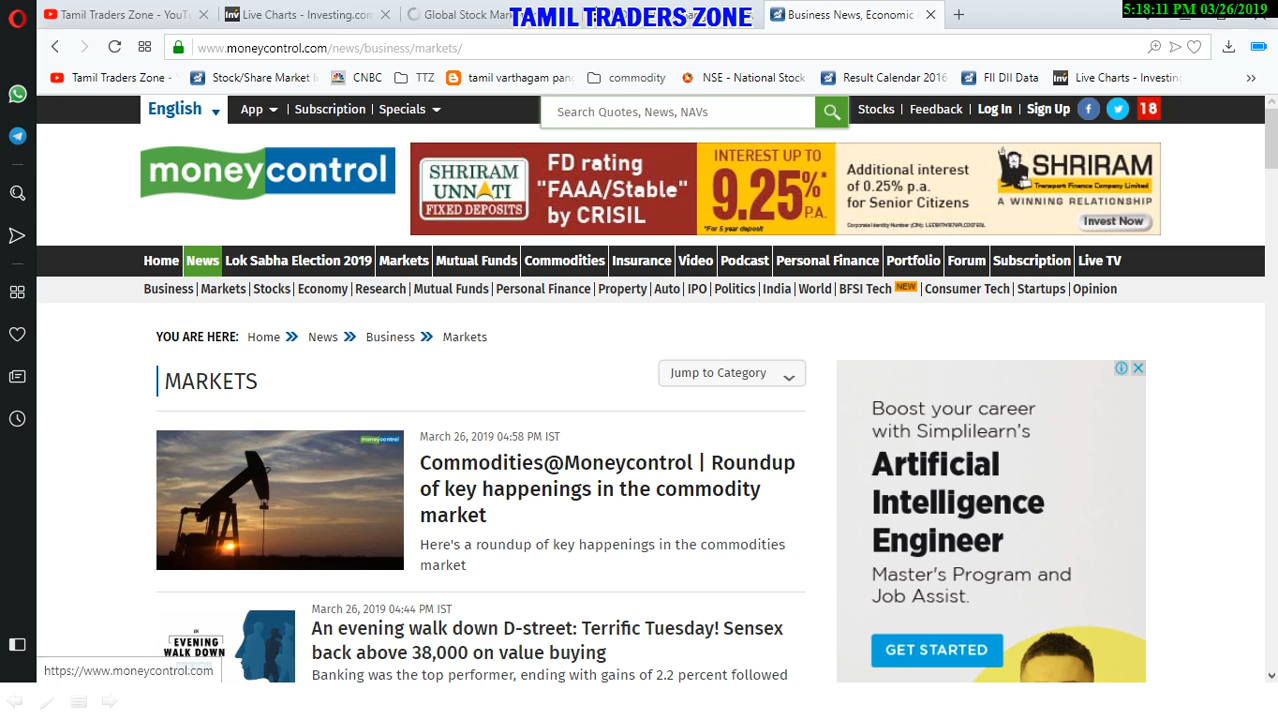 Tamil Traders Zone - YouT
Live Charts - Investing.com
Global Stock Mar
TAMIL TRADERS ZONE
Business News, Economic
5:18:11 PM 03/26/2019
www.moneycontrol.com/news/business/markets/
Tamil Traders Zone -
Stock/Share Market I
CNBC
TTZ
tamil varthagam pan
commodity
NSE - National Stock
Result Calendar 2016
FII DII Data
Live Charts - Investin
English
App | Subscription | Specials
Search Quotes, News, NAVs
Stocks | Feedback | Log In | Sign Up
18
moneycontrol
SHRIRAM
UNNATI
FIXED DEPOSITS
FD rating
"FAAA/Stable"
by CRISIL
INTEREST UP TO
9.25%* P.A.
*For 5 year deposit
Additional interest
of 0.25% p.a.
for Senior Citizens
SHRIRAM
Transport Finance Company Limited
A WINNING RELATIONSHIP
Invest Now
Home News Lok Sabha Election 2019 Markets Mutual Funds Commodities Insurance Video Podcast Personal Finance Portfolio Forum Subscription Live TV
Business | Markets | Stocks | Economy | Research | Mutual Funds | Personal Finance | Property | Auto | IPO | Politics | India | World | BFSI Tech NEW | Consumer Tech | Startups | Opinion
YOU ARE HERE: Home News Business Markets
MARKETS
Jump to Category
moneycontrol
March 26, 2019 04:58 PM IST
Commodities@Moneycontrol | Roundup
of key happenings in the commodity
market
Here's a roundup of key happenings in the commodities
market
EVENING
WALK DOWN
March 26, 2019 04:44 PM IST
An evening walk down D-street: Terrific Tuesday! Sensex
back above 38,000 on value buying
Banking was the top performer, ending with gains of 2.2 percent followed
Boost your career
with Simplilearn's
Artificial
Intelligence
Engineer
Master's Program and
Job Assist.
GET STARTED
https://www.moneycontrol.com